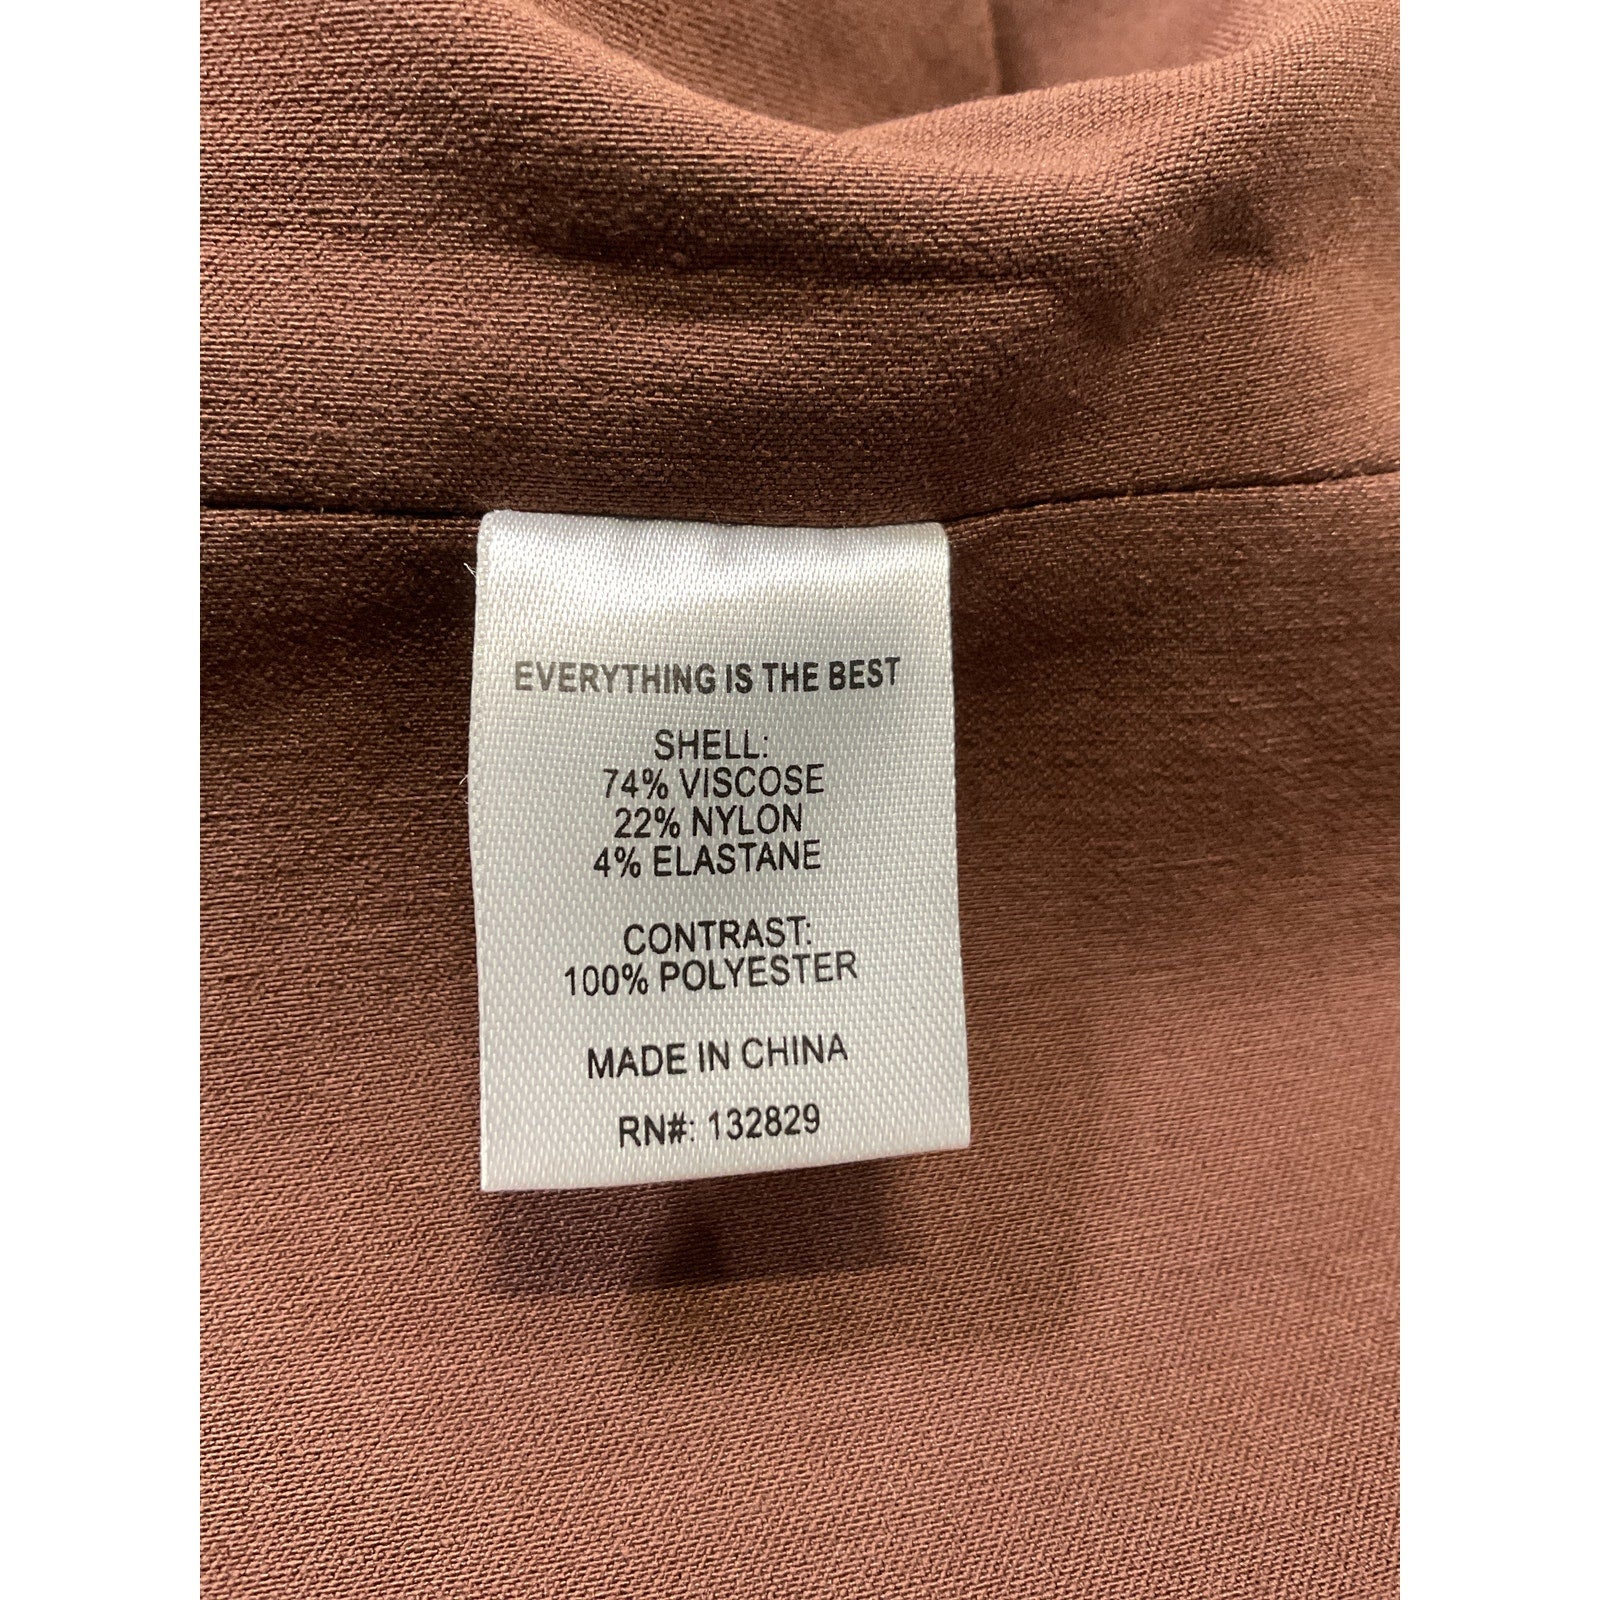 EVERYTHING IS THE BEST
SHELL:
74% VISCOSE
22% NYLON
4% ELASTANE
CONTRAST:
100% POLYESTER
MADE IN CHINA
RN#: 132829